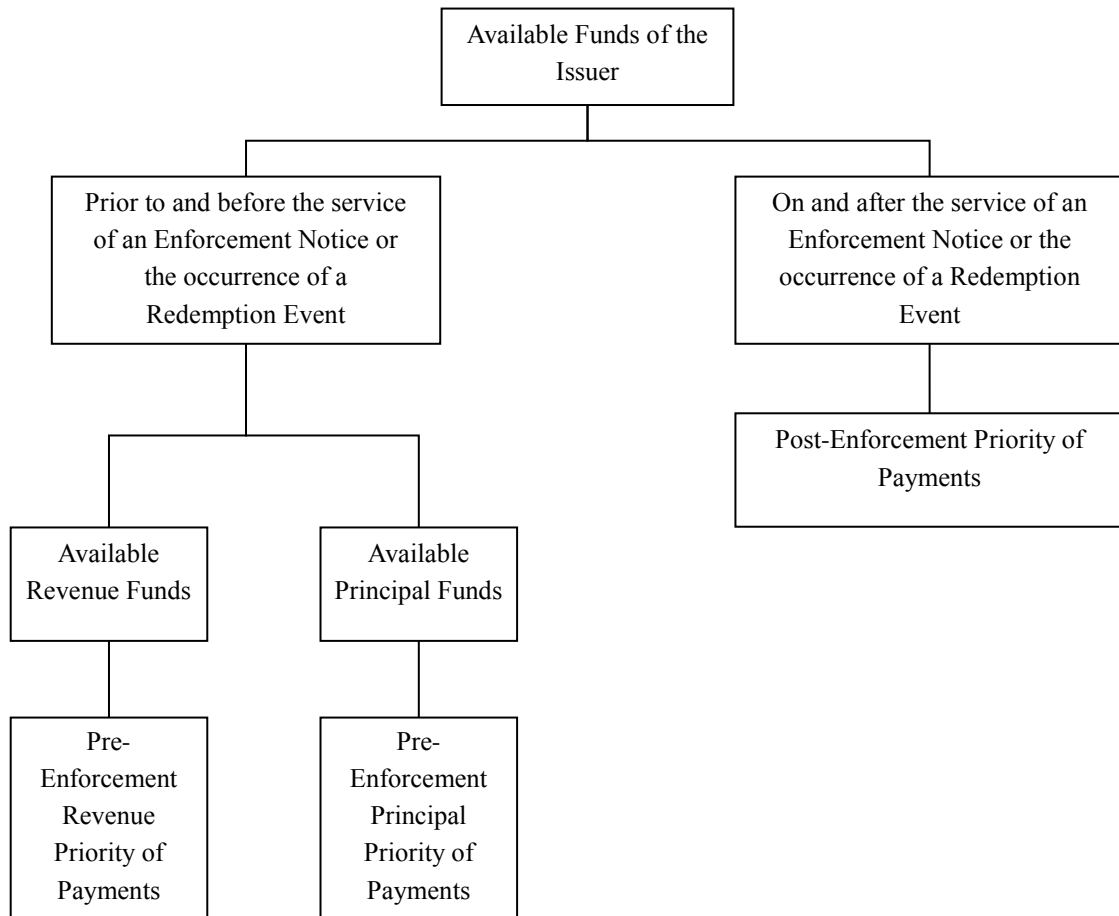 Available Funds of the
Issuer
Prior to and before the service
of an Enforcement Notice or
the occurrence of a
Redemption Event
On and after the service of an
Enforcement Notice or the
occurrence of a Redemption
Event
Post-Enforcement Priority of
Payments
Available
Revenue Funds
Available
Principal Funds
Pre-
Enforcement
Revenue
Priority of
Payments
Pre-
Enforcement
Principal
Priority of
Payments